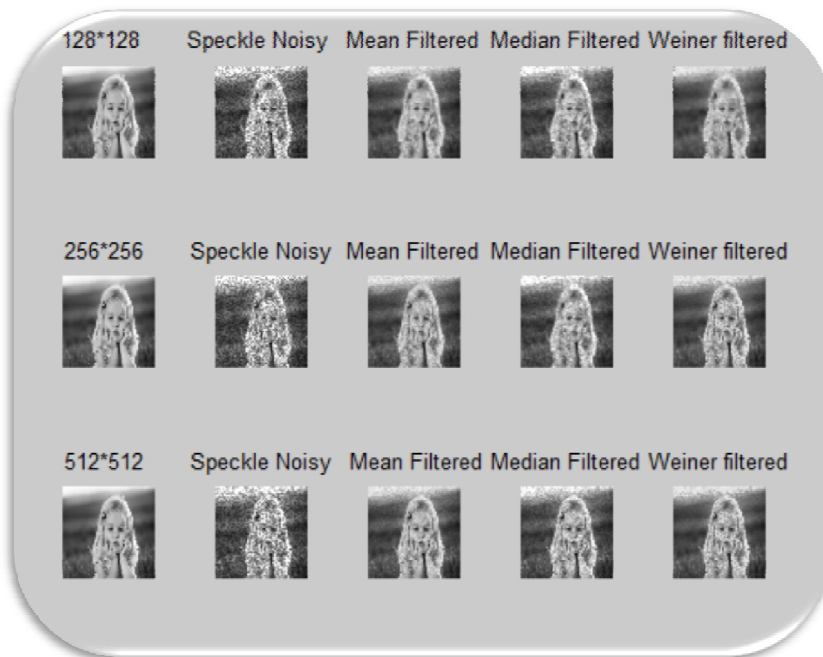 128*128 Speckle Noisy Mean Filtered Median Filtered Weiner filtered
256*256 Speckle Noisy Mean Filtered Median Filtered Weiner filtered
512*512 Speckle Noisy Mean Filtered Median Filtered Weiner filtered